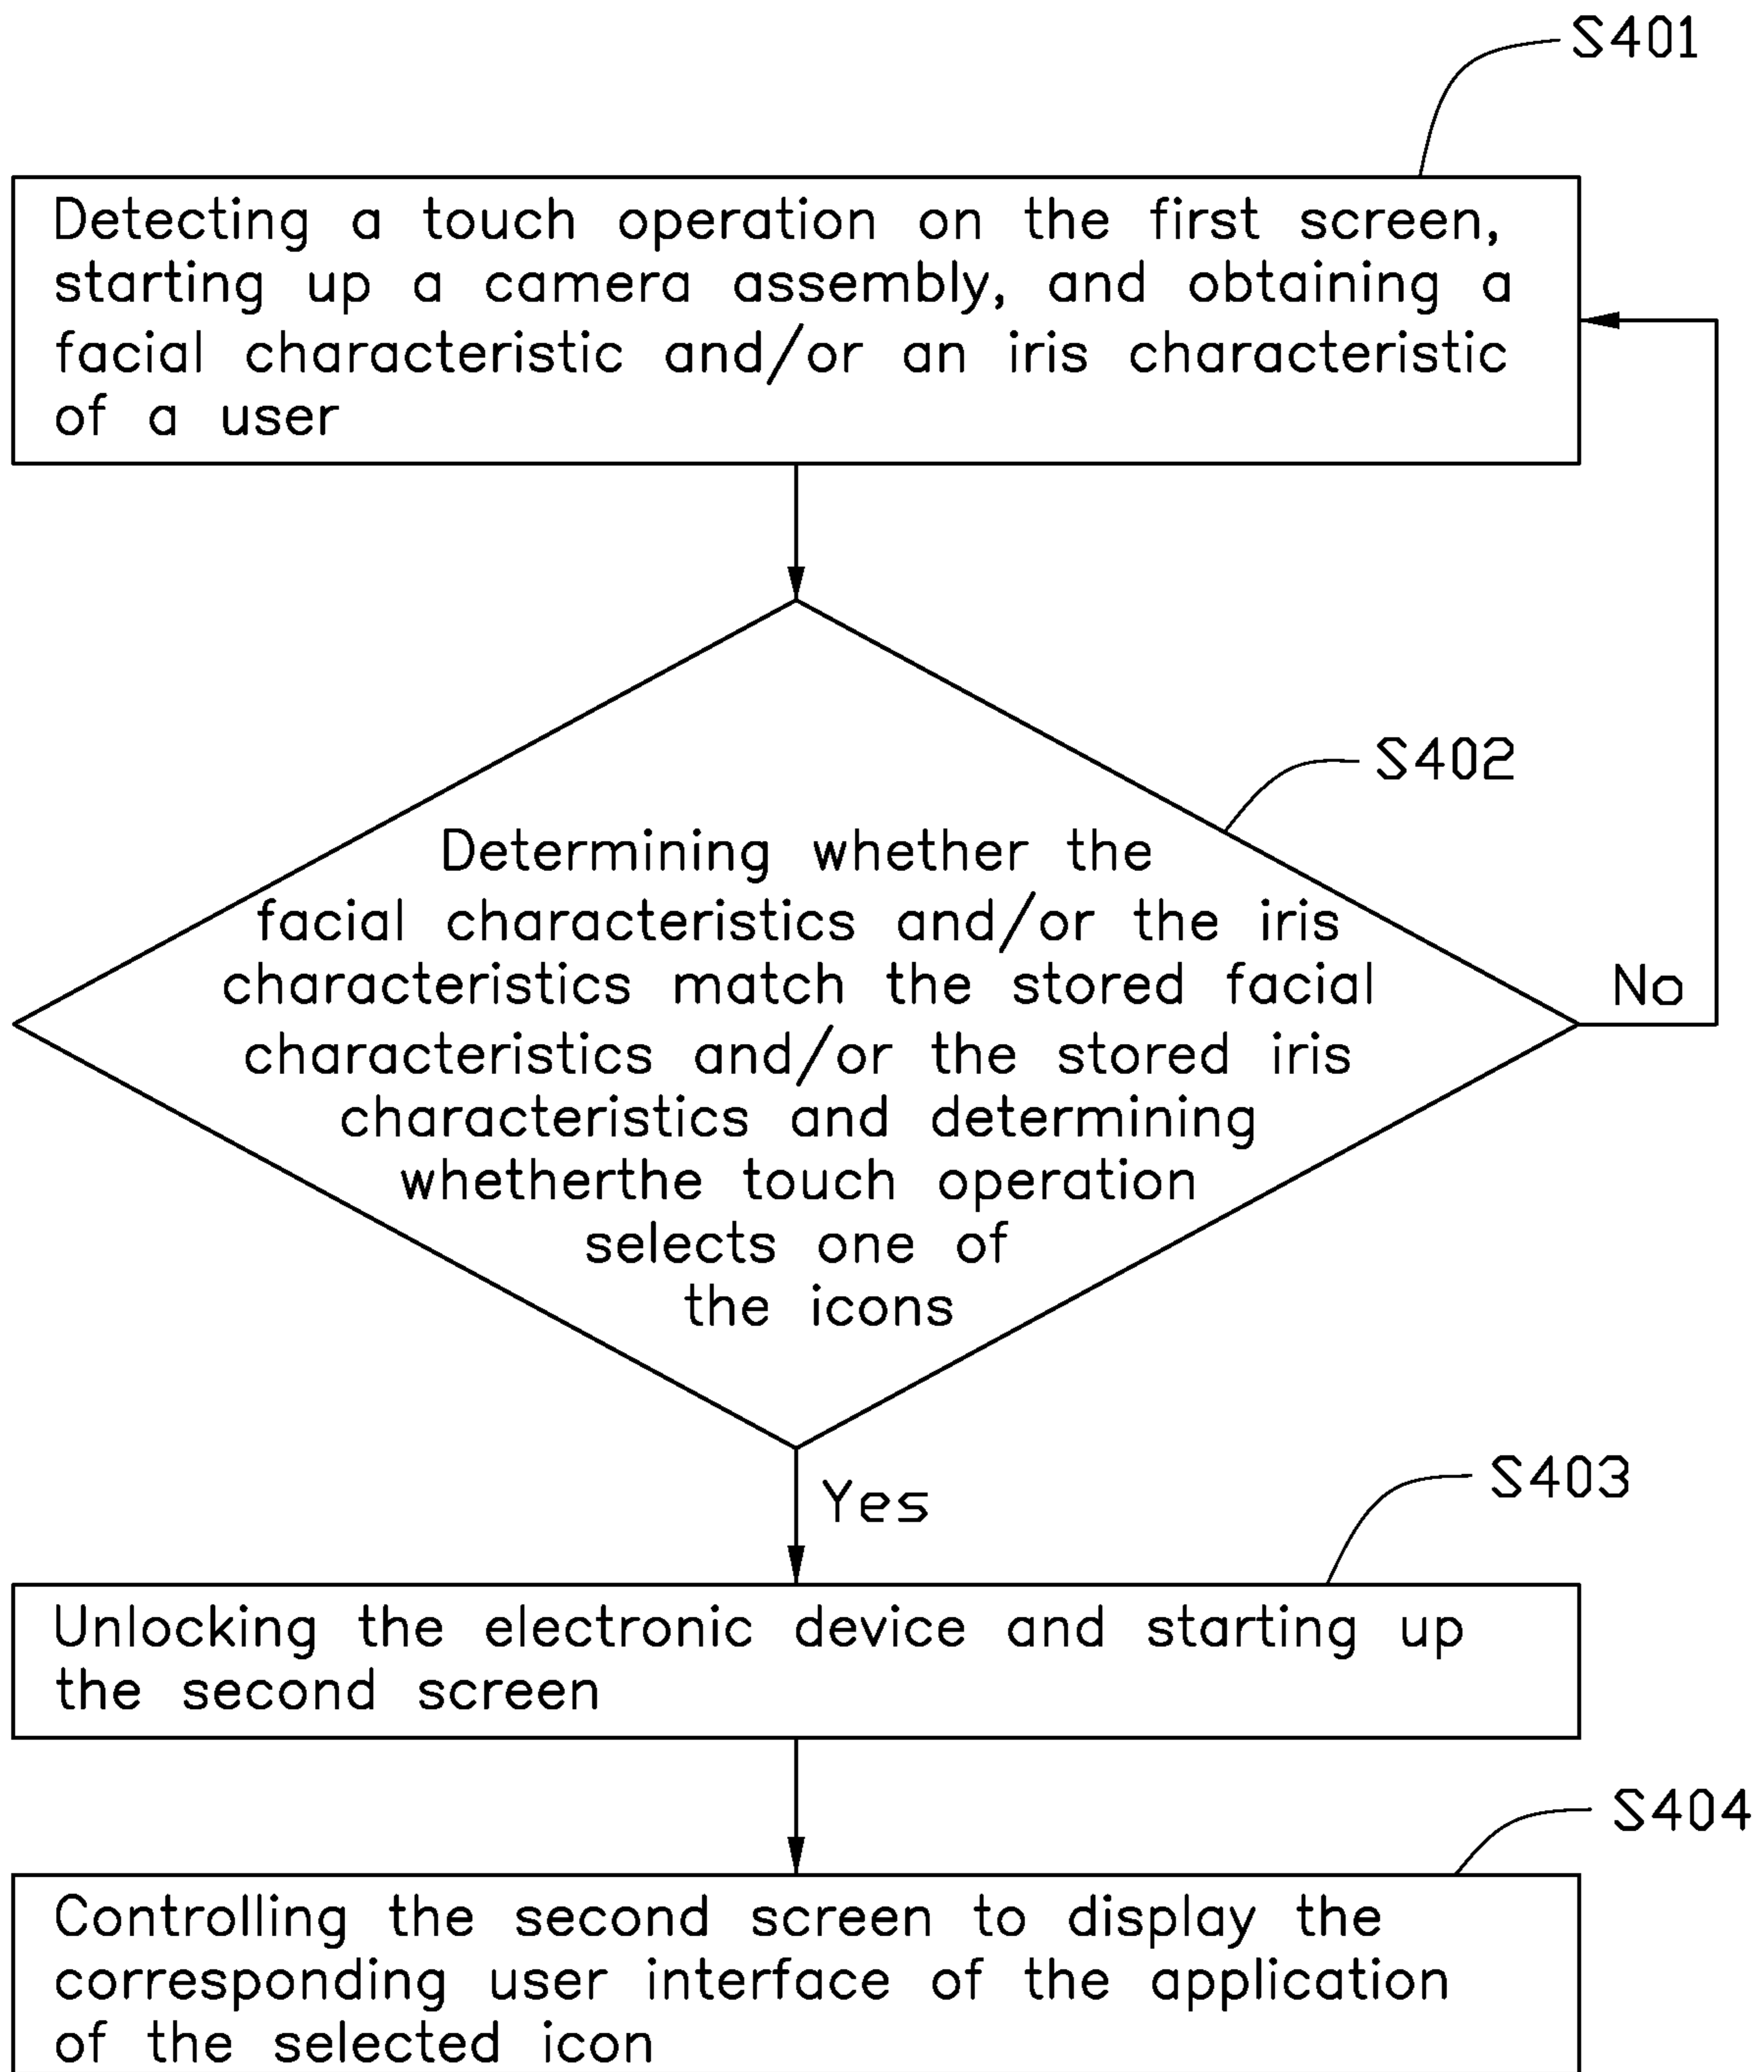 S401
Detecting a touch operation on the first screen,
starting up a camera assembly, and obtaining a
facial characteristic and/or an iris characteristic
of a user
S402
Determining whether the
facial characteristics and/or the iris
characteristics match the stored facial
characteristics and/or the stored iris
characteristics and determining
whetherthe touch operation
selects one of
the icons
No
Yes
S403
Unlocking the electronic device and starting up
the second screen
S404
Controlling the second screen to display the
corresponding user interface of the application
of the selected icon